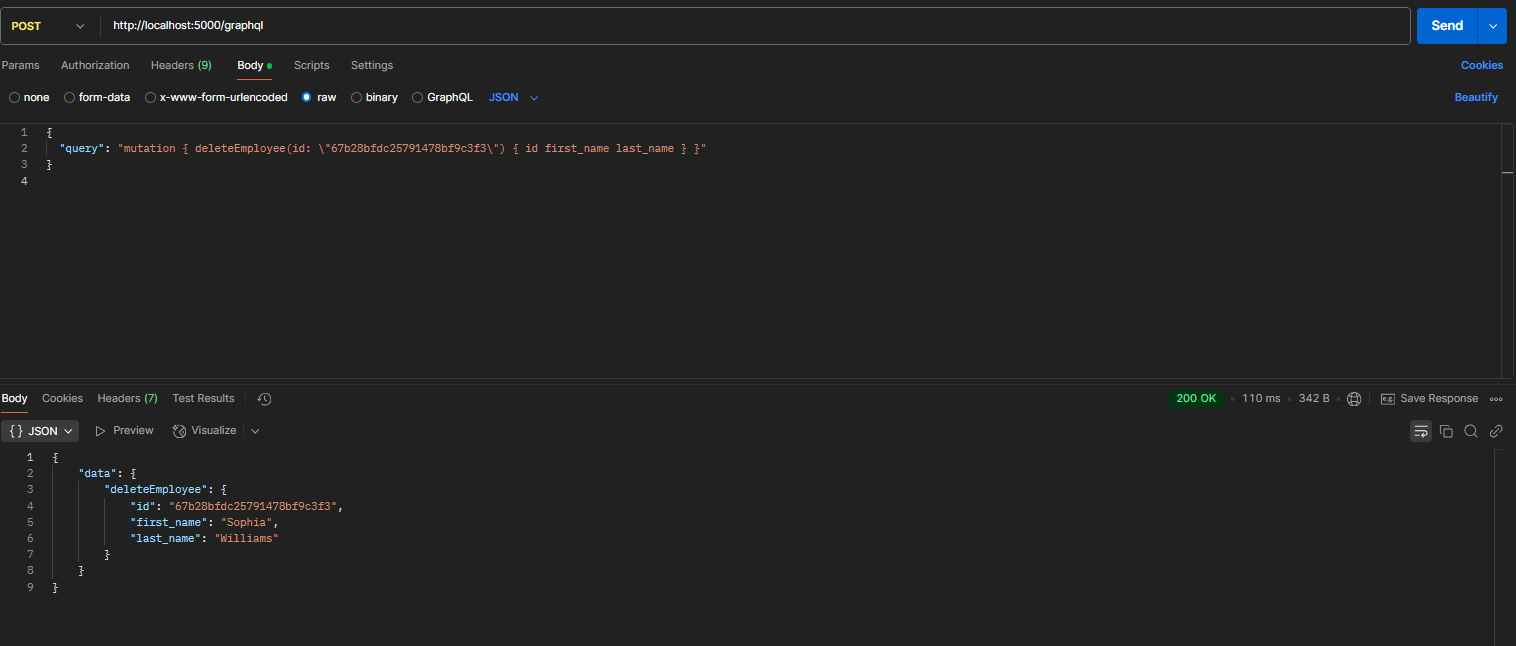 POST http://localhost:5000/graphql Send
Params Authorization Headers (9) Body Scripts Settings Cookies
none form-data x-www-form-urlencoded raw binary GraphQL JSON Beautify
1 {
2 "query": "mutation { deleteEmployee(id: \"67b28bfdc25791478bf9c3f3\") { id first_name last_name } }"
3 }
4
Body Cookies Headers (7) Test Results 200 OK 110 ms 342 B e.g. Save Response
{} JSON Preview Visualize
1 {
2 "data": {
3 "deleteEmployee": {
4 "id": "67b28bfdc25791478bf9c3f3",
5 "first_name": "Sophia",
6 "last_name": "Williams"
7 }
8 }
9 }